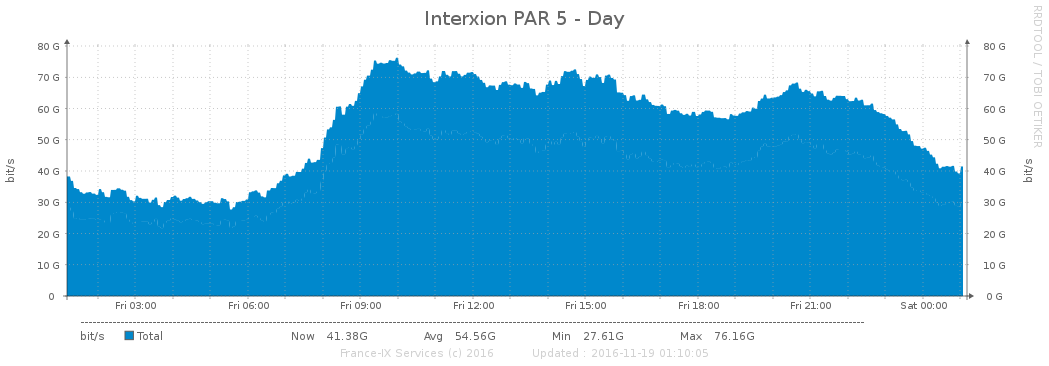 Interxion PAR 5 - Day
RRDTOOL / TOBI OETIKER
bit/s
80 G 80 G
70 G 70 G
60 G 60 G
50 G 50 G
40 G 40 G
30 G 30 G
20 G 20 G
10 G 10 G
0 0 G
bit/s
Fri 03:00 Fri 06:00 Fri 09:00 Fri 12:00 Fri 15:00 Fri 18:00 Fri 21:00 Sat 00:00
bit/s Total Now 41.38G Avg 54.56G Min 27.61G Max 76.16G
France-IX Services (c) 2016 Updated : 2016-11-19 01:10:05